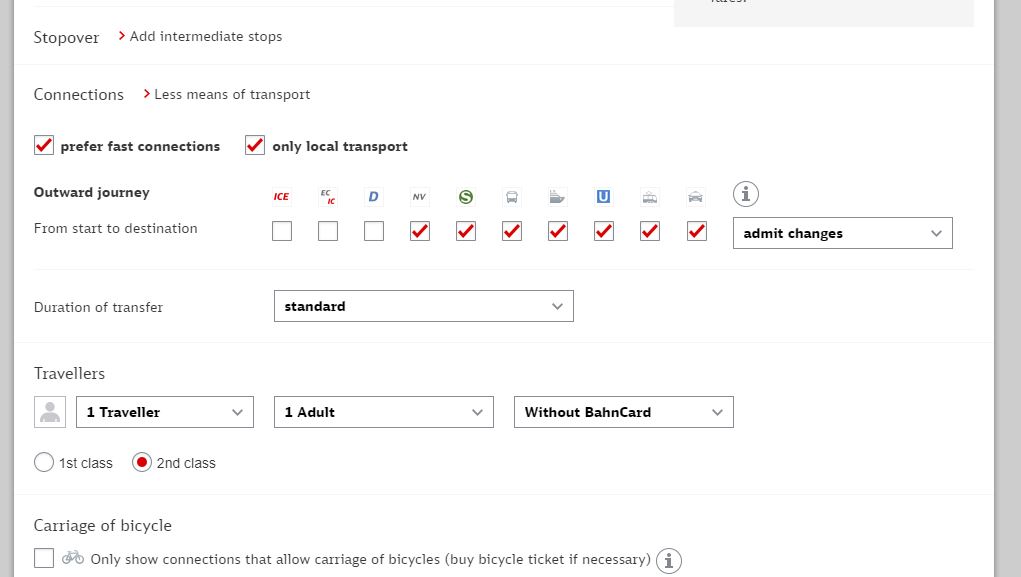 Stopover Add intermediate stops
Connections Less means of transport
prefer fast connections only local transport
Outward journey ICE EC IC D NV S U i
From start to destination admit changes
Duration of transfer standard
Travellers
1 Traveller 1 Adult Without BahnCard
1st class 2nd class
Carriage of bicycle
Only show connections that allow carriage of bicycles (buy bicycle ticket if necessary) i